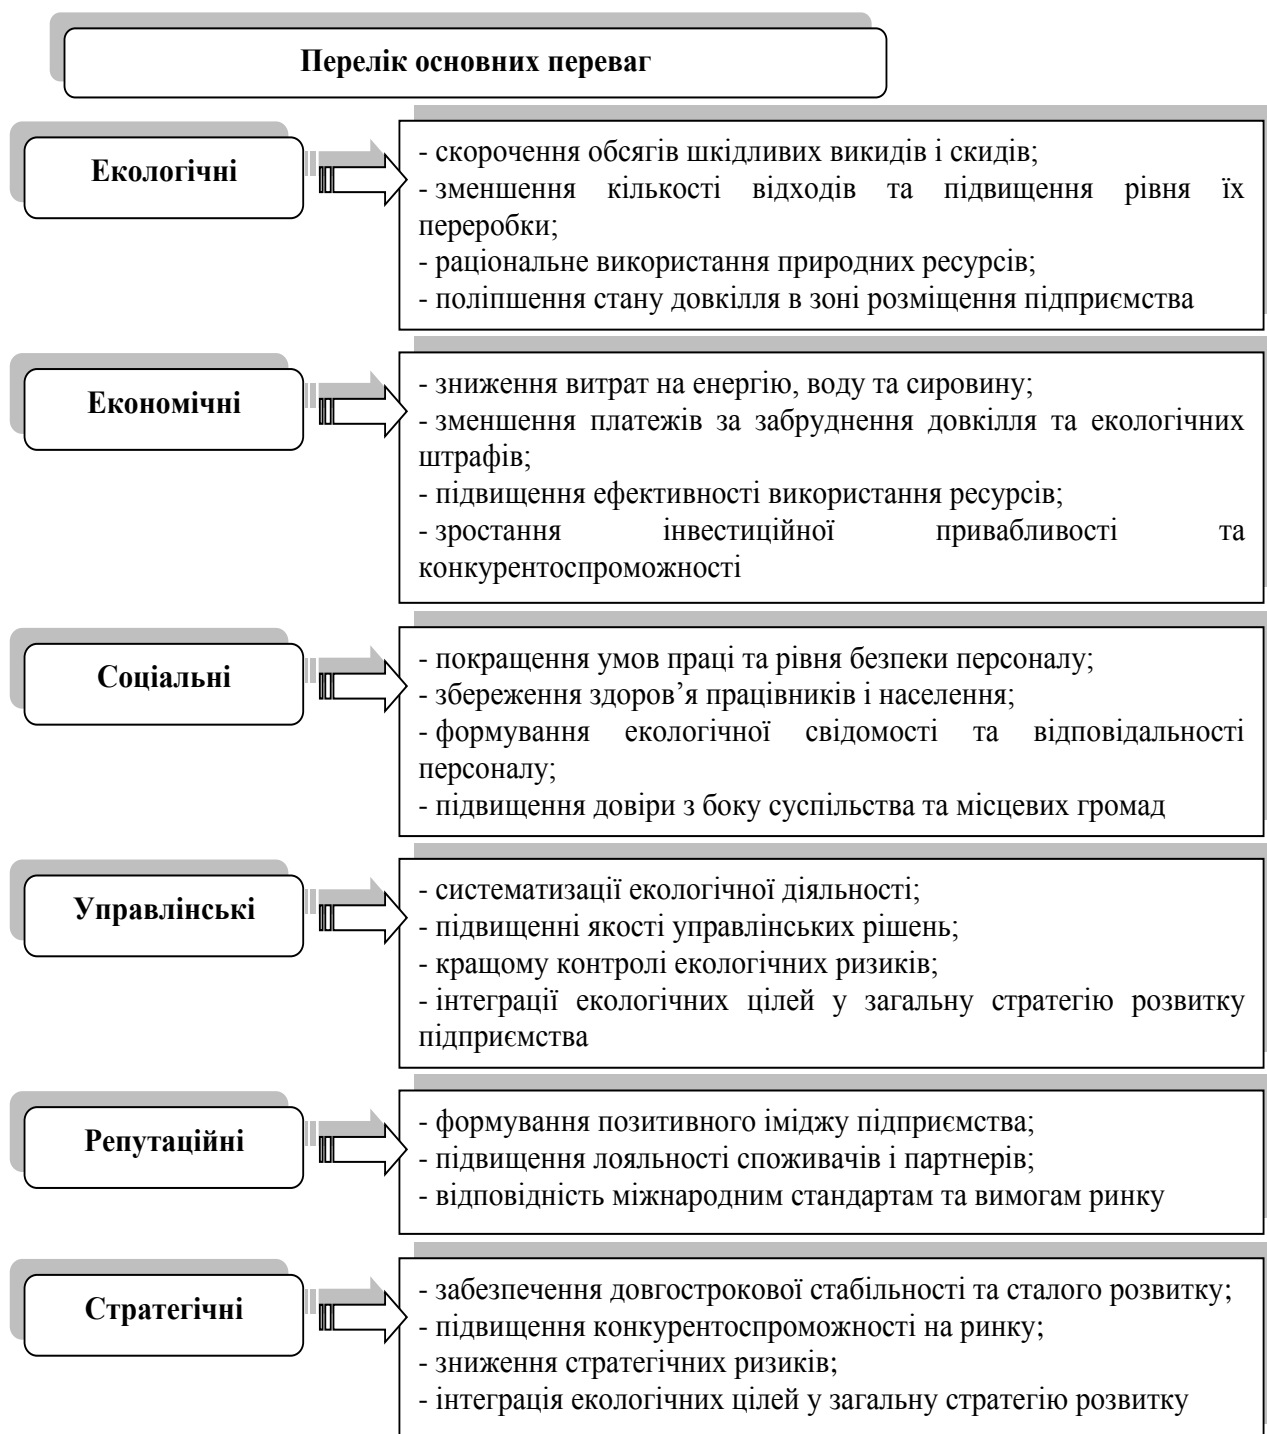 Перелік основних переваг
Екологічні
- скорочення обсягів шкідливих викидів і скидів;
- зменшення кількості відходів та підвищення рівня їх
переробки;
- раціональне використання природних ресурсів;
- поліпшення стану довкілля в зоні розміщення підприємства
Економічні
- зниження витрат на енергію, воду та сировину;
- зменшення платежів за забруднення довкілля та екологічних
штрафів;
- підвищення ефективності використання ресурсів;
- зростання інвестиційної привабливості та
конкурентоспроможності
Соціальні
- покращення умов праці та рівня безпеки персоналу;
- збереження здоров’я працівників і населення;
- формування екологічної свідомості та відповідальності
персоналу;
- підвищення довіри з боку суспільства та місцевих громад
Управлінські
- систематизації екологічної діяльності;
- підвищенні якості управлінських рішень;
- кращому контролі екологічних ризиків;
- інтеграції екологічних цілей у загальну стратегію розвитку
підприємства
Репутаційні
- формування позитивного іміджу підприємства;
- підвищення лояльності споживачів і партнерів;
- відповідність міжнародним стандартам та вимогам ринку
Стратегічні
- забезпечення довгострокової стабільності та сталого розвитку;
- підвищення конкурентоспроможності на ринку;
- зниження стратегічних ризиків;
- інтеграція екологічних цілей у загальну стратегію розвитку